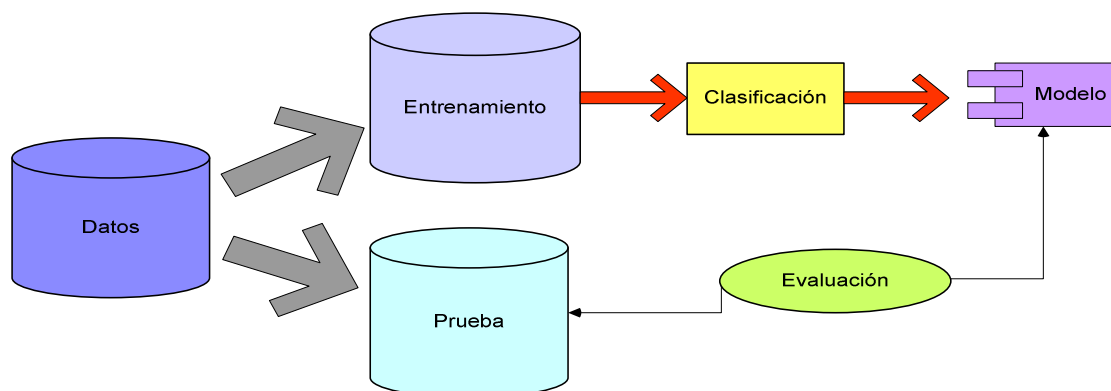 Datos
Entrenamiento
Clasificación
Modelo
Prueba
Evaluación